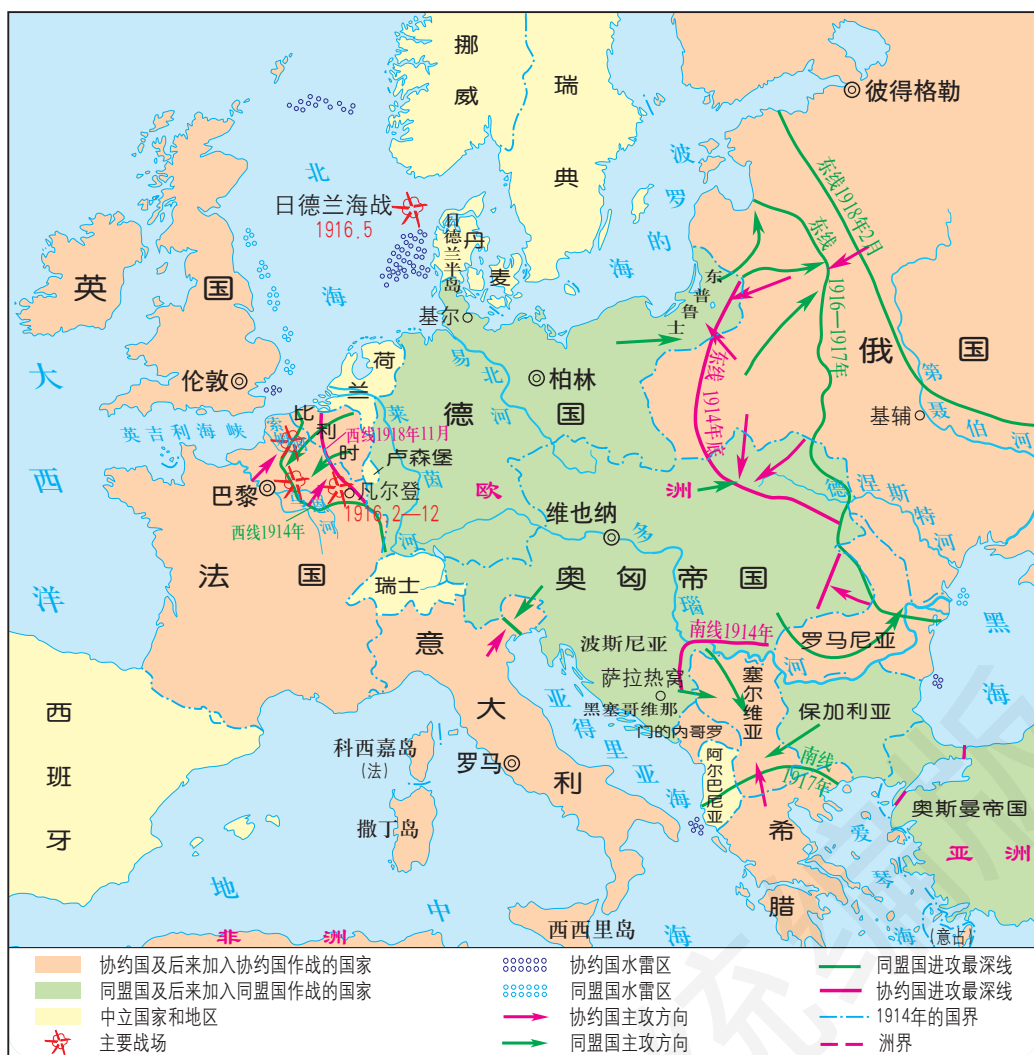 挪威
瑞典
彼得格勒
波罗的海
北海
日德兰海战
1916.5
日德兰半岛
丹麦
东线1918年2月
东线 1916—1917年
东普鲁士
英国
基尔
荷兰
易北河
柏林
东线 1914年底
俄国
第聂伯河
基辅
大西洋
伦敦
英吉利海峡
比利时
莱茵河
德国
西线1918年11月
卢森堡
巴黎
凡尔登
1916.2—12
西线1914年
欧洲
德涅斯特河
维也纳
多瑙河
法国
瑞士
奥匈帝国
意大利
波斯尼亚
南线1914年
罗马尼亚
黑海
萨拉热窝
黑塞哥维那
塞尔维亚
保加利亚
门的内哥罗
亚得里亚海
西班牙
科西嘉岛
(法)
罗马
阿尔巴尼亚
南线1917年
奥斯曼帝国
亚洲
撒丁岛
希腊
爱琴海
地中海
西西里岛
(意占)
非洲
协约国及后来加入协约国作战的国家
同盟国及后来加入同盟国作战的国家
中立国家和地区
主要战场
协约国水雷区
同盟国水雷区
协约国主攻方向
同盟国主攻方向
同盟国进攻最深线
协约国进攻最深线
1914年的国界
洲界